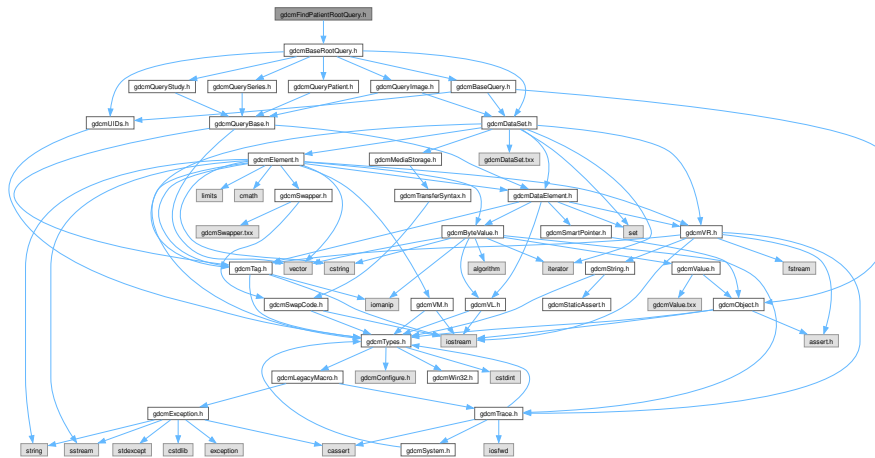 gdcmFindPatientRootQuery.h
gdcmBaseRootQuery.h
gdcmQueryStudy.h
gdcmQuerySeries.h
gdcmQueryPatient.h
gdcmQueryImage.h
gdcmBaseQuery.h
gdcmUIDs.h
gdcmQueryBase.h
gdcmDataSet.h
gdcmElement.h
gdcmMediaStorage.h
gdcmDataSet.txx
limits
cmath
gdcmSwapper.h
gdcmTransferSyntax.h
gdcmDataElement.h
gdcmSwapper.txx
gdcmByteValue.h
gdcmSmartPointer.h
set
gdcmVR.h
gdcmTag.h
vector
cstring
algorithm
iterator
gdcmString.h
gdcmValue.h
fstream
gdcmSwapCode.h
iomanip
gdcmVM.h
gdcmVL.h
gdcmStaticAssert.h
gdcmValue.txx
gdcmObject.h
gdcmTypes.h
iostream
assert.h
gdcmLegacyMacro.h
gdcmConfigure.h
gdcmWin32.h
cstdint
gdcmException.h
gdcmTrace.h
string
sstream
stdexcept
cstdlib
exception
cassert
gdcmSystem.h
iosfwd